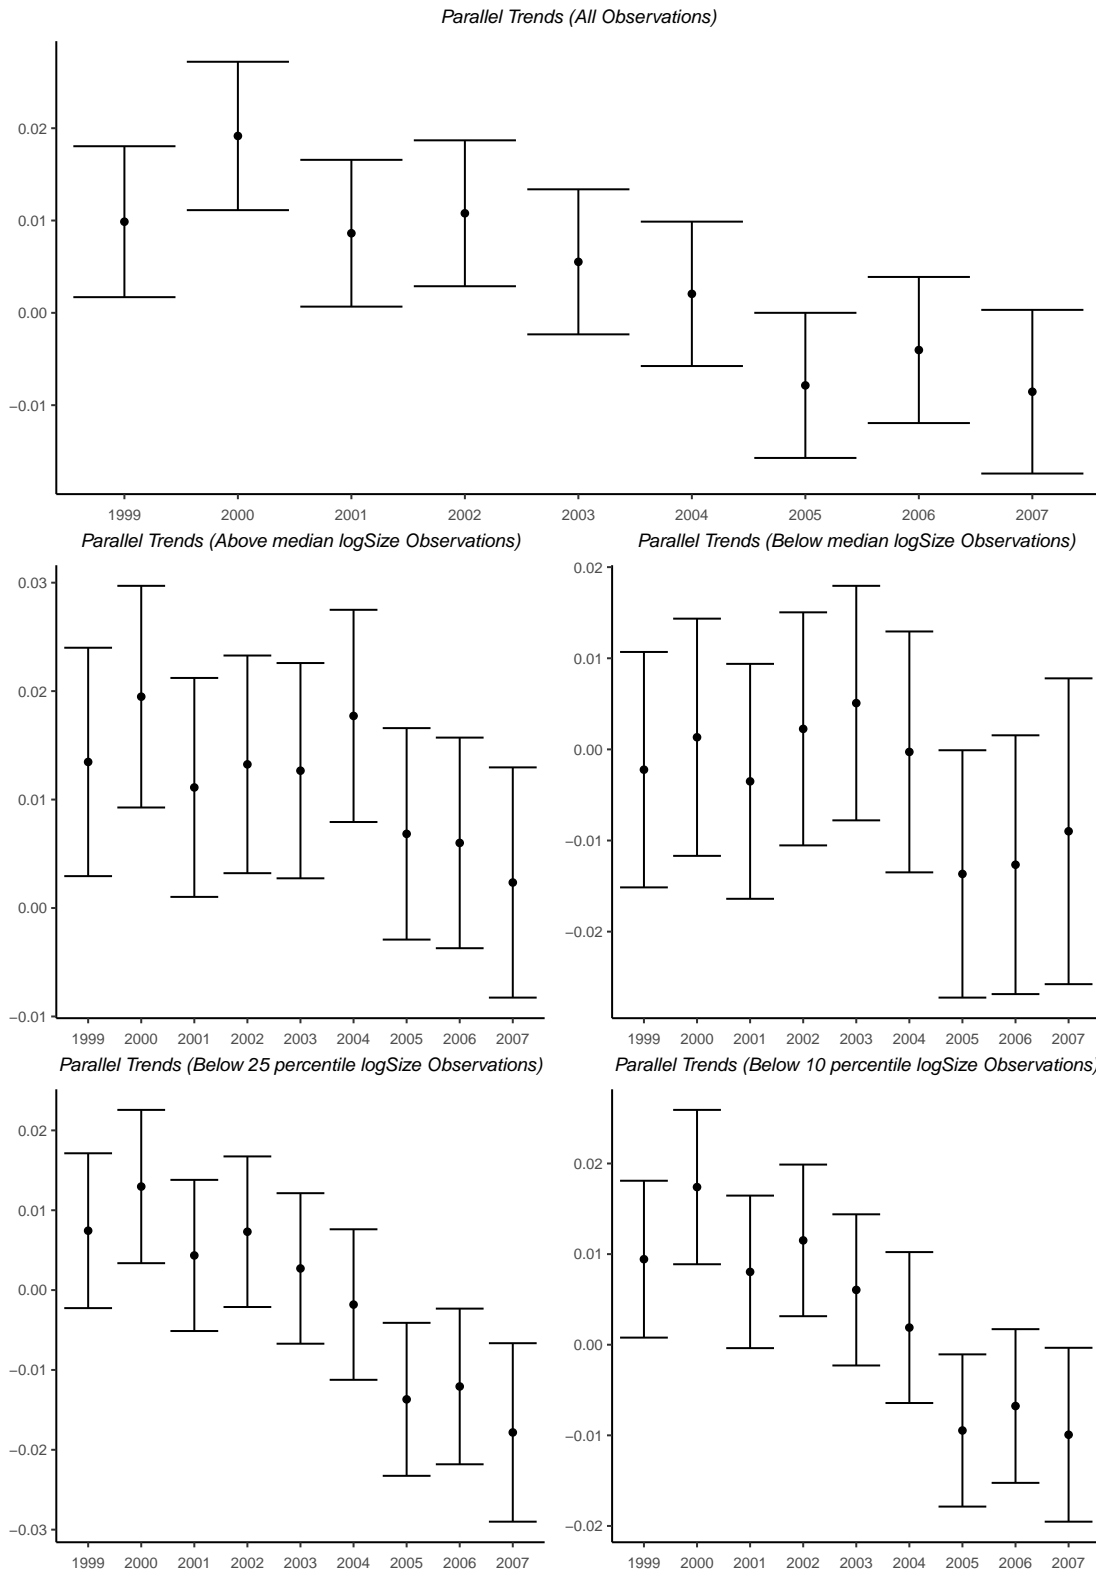 Parallel Trends (All Observations)
0.02
0.01
0.00
−0.01
1999 2000 2001 2002 2003 2004 2005 2006 2007
Parallel Trends (Above median logSize Observations)
0.03
0.02
0.01
0.00
−0.01
1999 2000 2001 2002 2003 2004 2005 2006 2007
Parallel Trends (Below median logSize Observations)
0.02
0.01
0.00
−0.01
−0.02
1999 2000 2001 2002 2003 2004 2005 2006 2007
Parallel Trends (Below 25 percentile logSize Observations)
0.02
0.01
0.00
−0.01
−0.02
−0.03
1999 2000 2001 2002 2003 2004 2005 2006 2007
Parallel Trends (Below 10 percentile logSize Observations)
0.02
0.01
0.00
−0.01
−0.02
1999 2000 2001 2002 2003 2004 2005 2006 2007